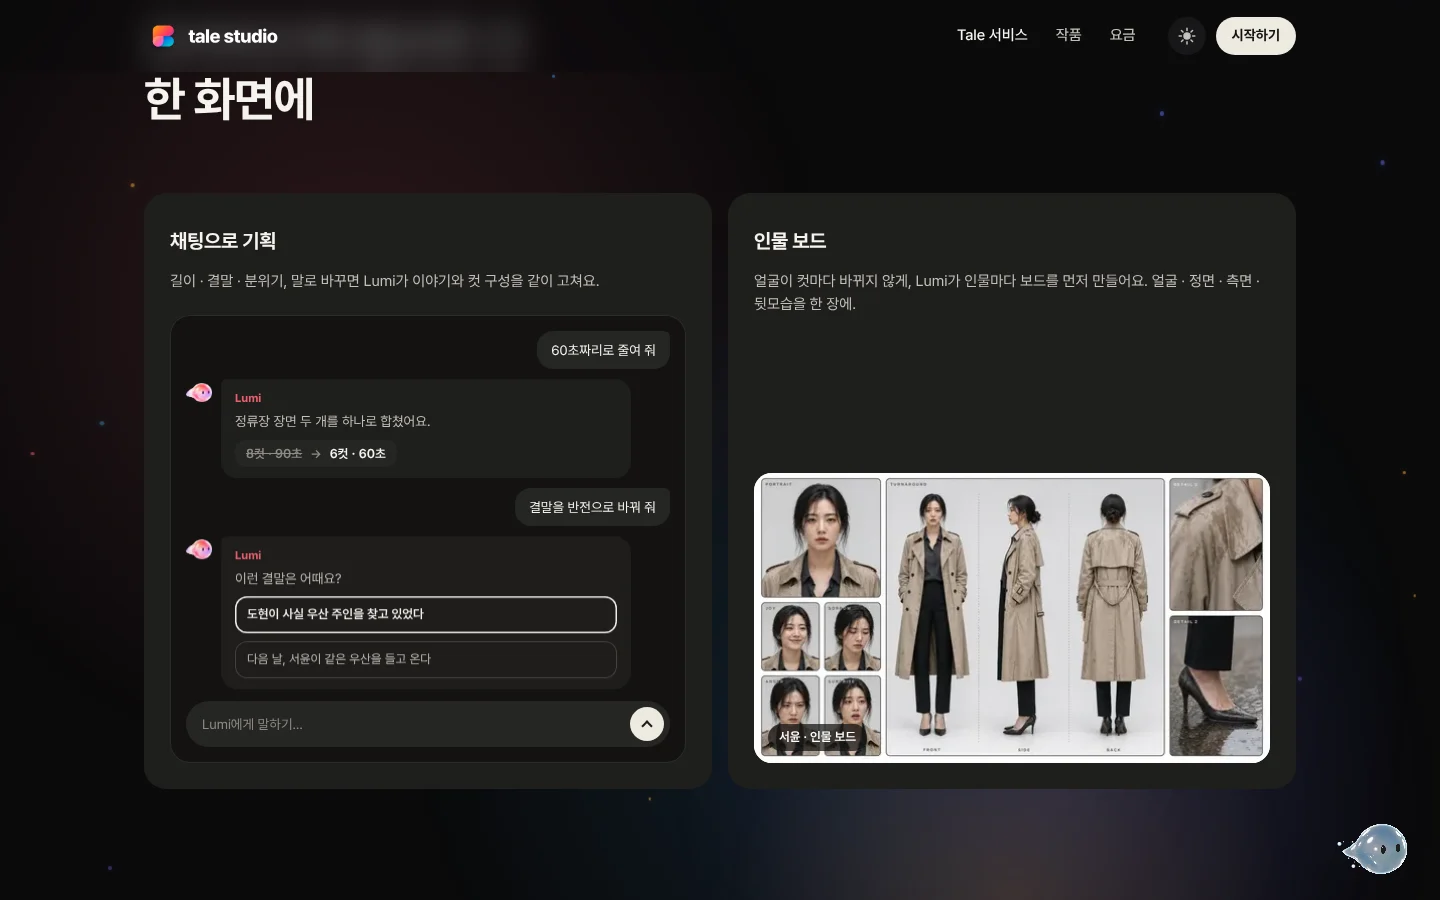 tale studio
Tale 서비스
작품
요금
시작하기
한 화면에
채팅으로 기획
길이 · 결말 · 분위기, 말로 바꾸면 Lumi가 이야기와 컷 구성을 같이 고쳐요.
60초짜리로 줄여 줘
Lumi
정류장 장면 두 개를 하나로 합쳤어요.
8컷 · 90초 → 6컷 · 60초
결말을 반전으로 바꿔 줘
Lumi
이런 결말은 어때요?
도현이 사실 우산 주인을 찾고 있었다
다음 날, 서윤이 같은 우산을 들고 온다
Lumi에게 말하기...
인물 보드
얼굴이 컷마다 바뀌지 않게, Lumi가 인물마다 보드를 먼저 만들어요. 얼굴 · 정면 · 측면 ·
뒷모습을 한 장에.
PORTRAIT
TURNAROUND
서윤 · 인물 보드
FRONT
SIDE
BACK